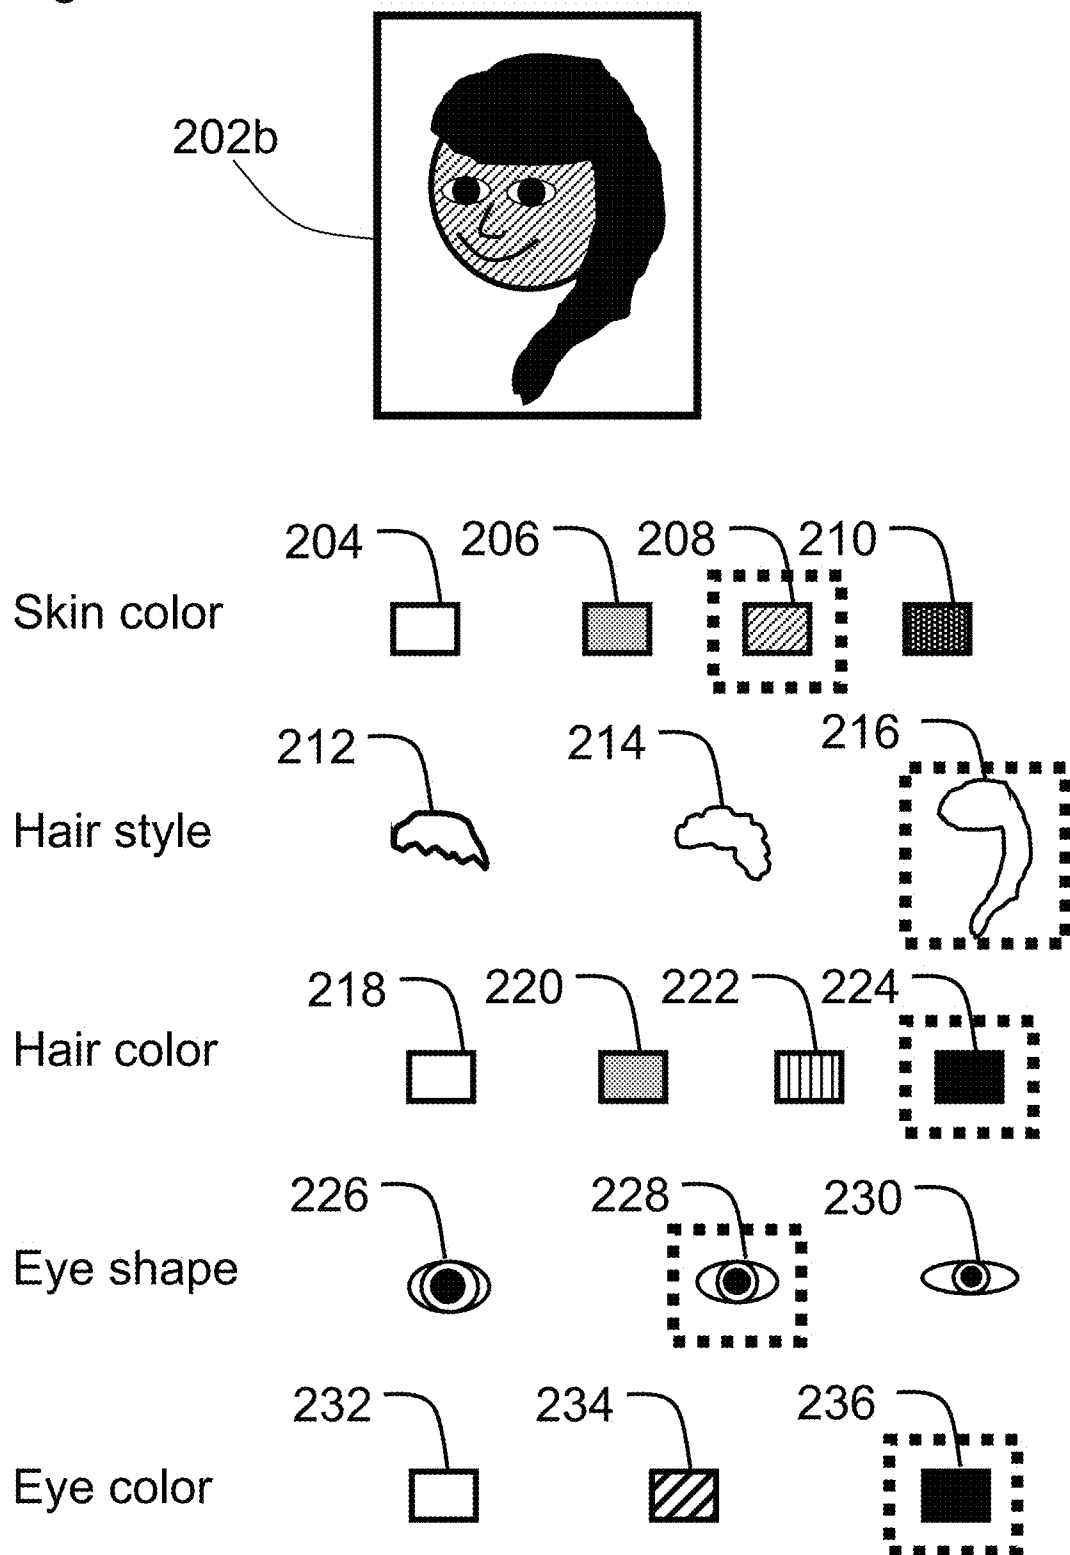 202b
204 206 208 210
Skin color
212 214 216
Hair style
218 220 222 224
Hair color
226 228 230
Eye shape
232 234 236
Eye color